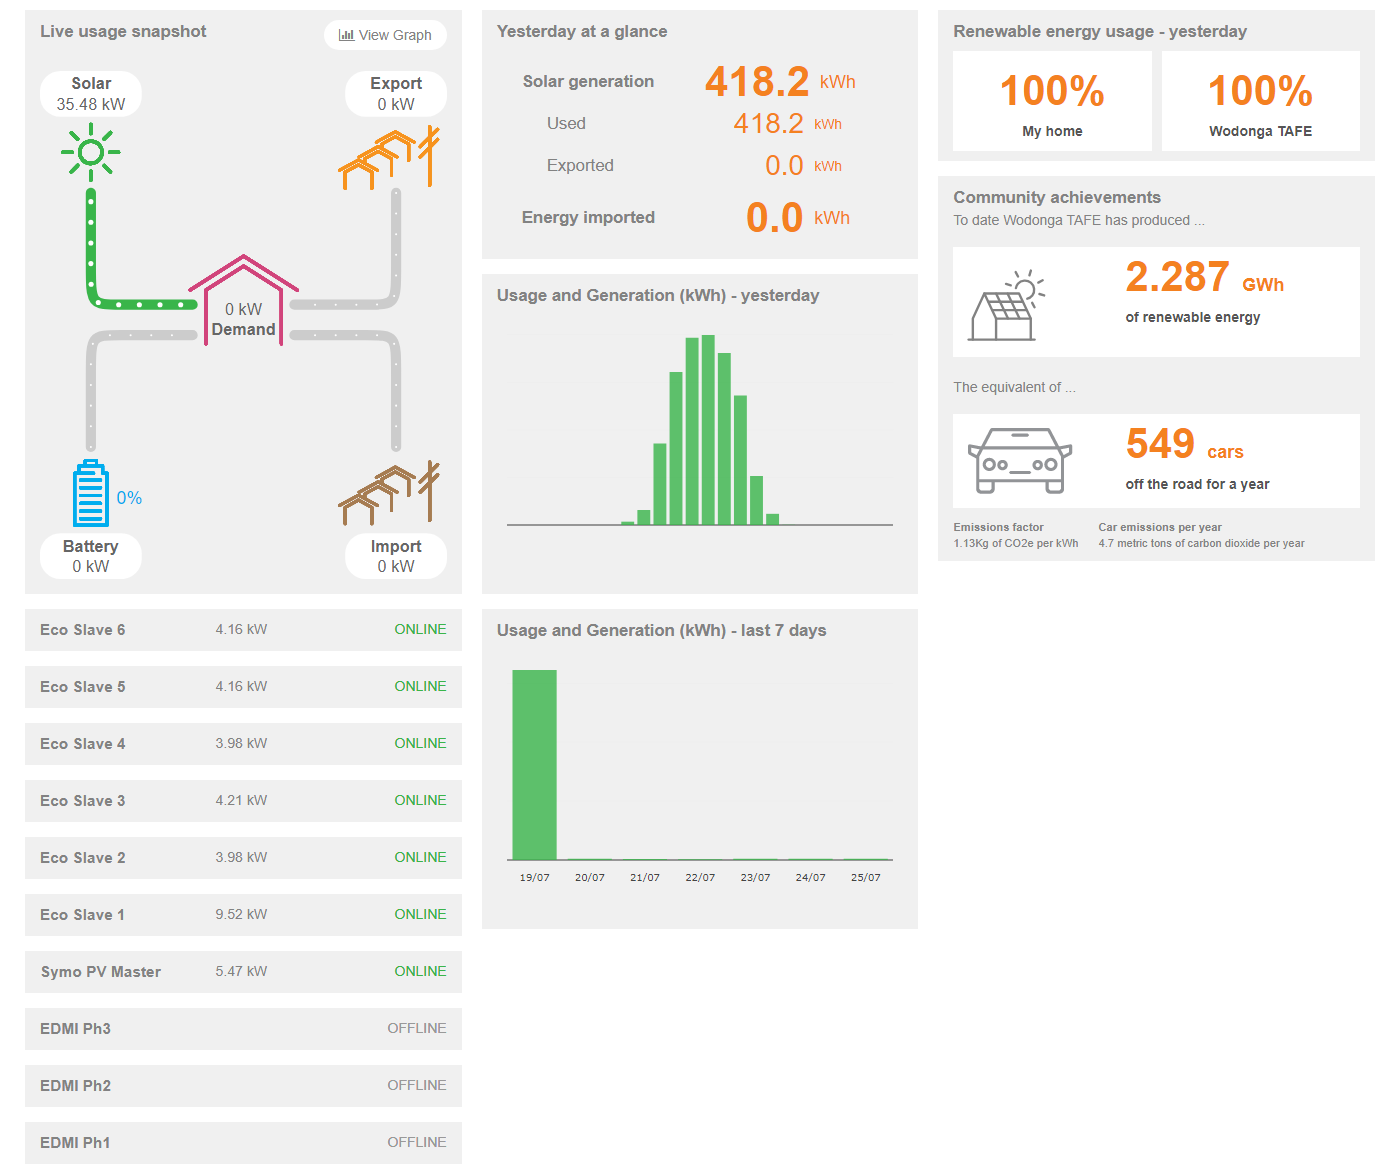 Live usage snapshot
View Graph
Solar
35.48 kW
Export
0 kW
0 kW
Demand
0%
Battery
0 kW
Import
0 kW
Eco Slave 6 4.16 kW ONLINE
Eco Slave 5 4.16 kW ONLINE
Eco Slave 4 3.98 kW ONLINE
Eco Slave 3 4.21 kW ONLINE
Eco Slave 2 3.98 kW ONLINE
Eco Slave 1 9.52 kW ONLINE
Symo PV Master 5.47 kW ONLINE
EDMI Ph3 OFFLINE
EDMI Ph2 OFFLINE
EDMI Ph1 OFFLINE
Yesterday at a glance
Solar generation 418.2 kWh
Used 418.2 kWh
Exported 0.0 kWh
Energy imported 0.0 kWh
Usage and Generation (kWh) - yesterday
Usage and Generation (kWh) - last 7 days
19/07 20/07 21/07 22/07 23/07 24/07 25/07
Renewable energy usage - yesterday
100%
My home
100%
Wodonga TAFE
Community achievements
To date Wodonga TAFE has produced ...
2.287 GWh
of renewable energy
The equivalent of ...
549 cars
off the road for a year
Emissions factor
1.13Kg of CO2e per kWh
Car emissions per year
4.7 metric tons of carbon dioxide per year